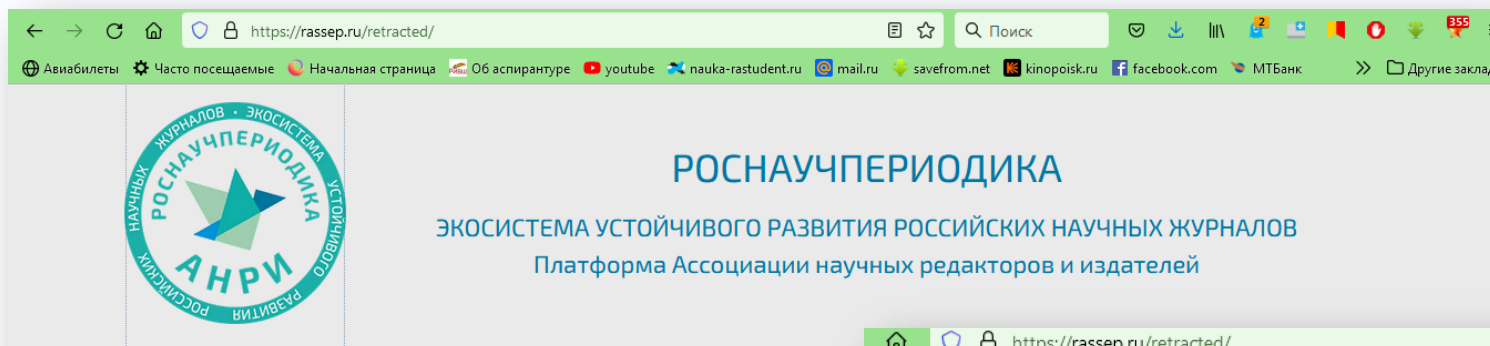 https://rassep.ru/retracted/
Поиск
2
355
Авиабилеты Часто посещаемые Начальная страница Об аспирантуре youtube nauka-rastudent.ru mail.ru savefrom.net kinopoisk.ru facebook.com МТБанк Другие заклад
НАУЧНЫХ ЖУРНАЛОВ • ЭКОСИСТЕМА УСТОЙЧИВОГО РАЗВИТИЯ РОССИЙСКИХ
РОСНАУЧПЕРИОДИКА
АНРИ
РОСНАУЧПЕРИОДИКА
ЭКОСИСТЕМА УСТОЙЧИВОГО РАЗВИТИЯ РОССИЙСКИХ НАУЧНЫХ ЖУРНАЛОВ
Платформа Ассоциации научных редакторов и издателей
https://rassep.ru/retracted/